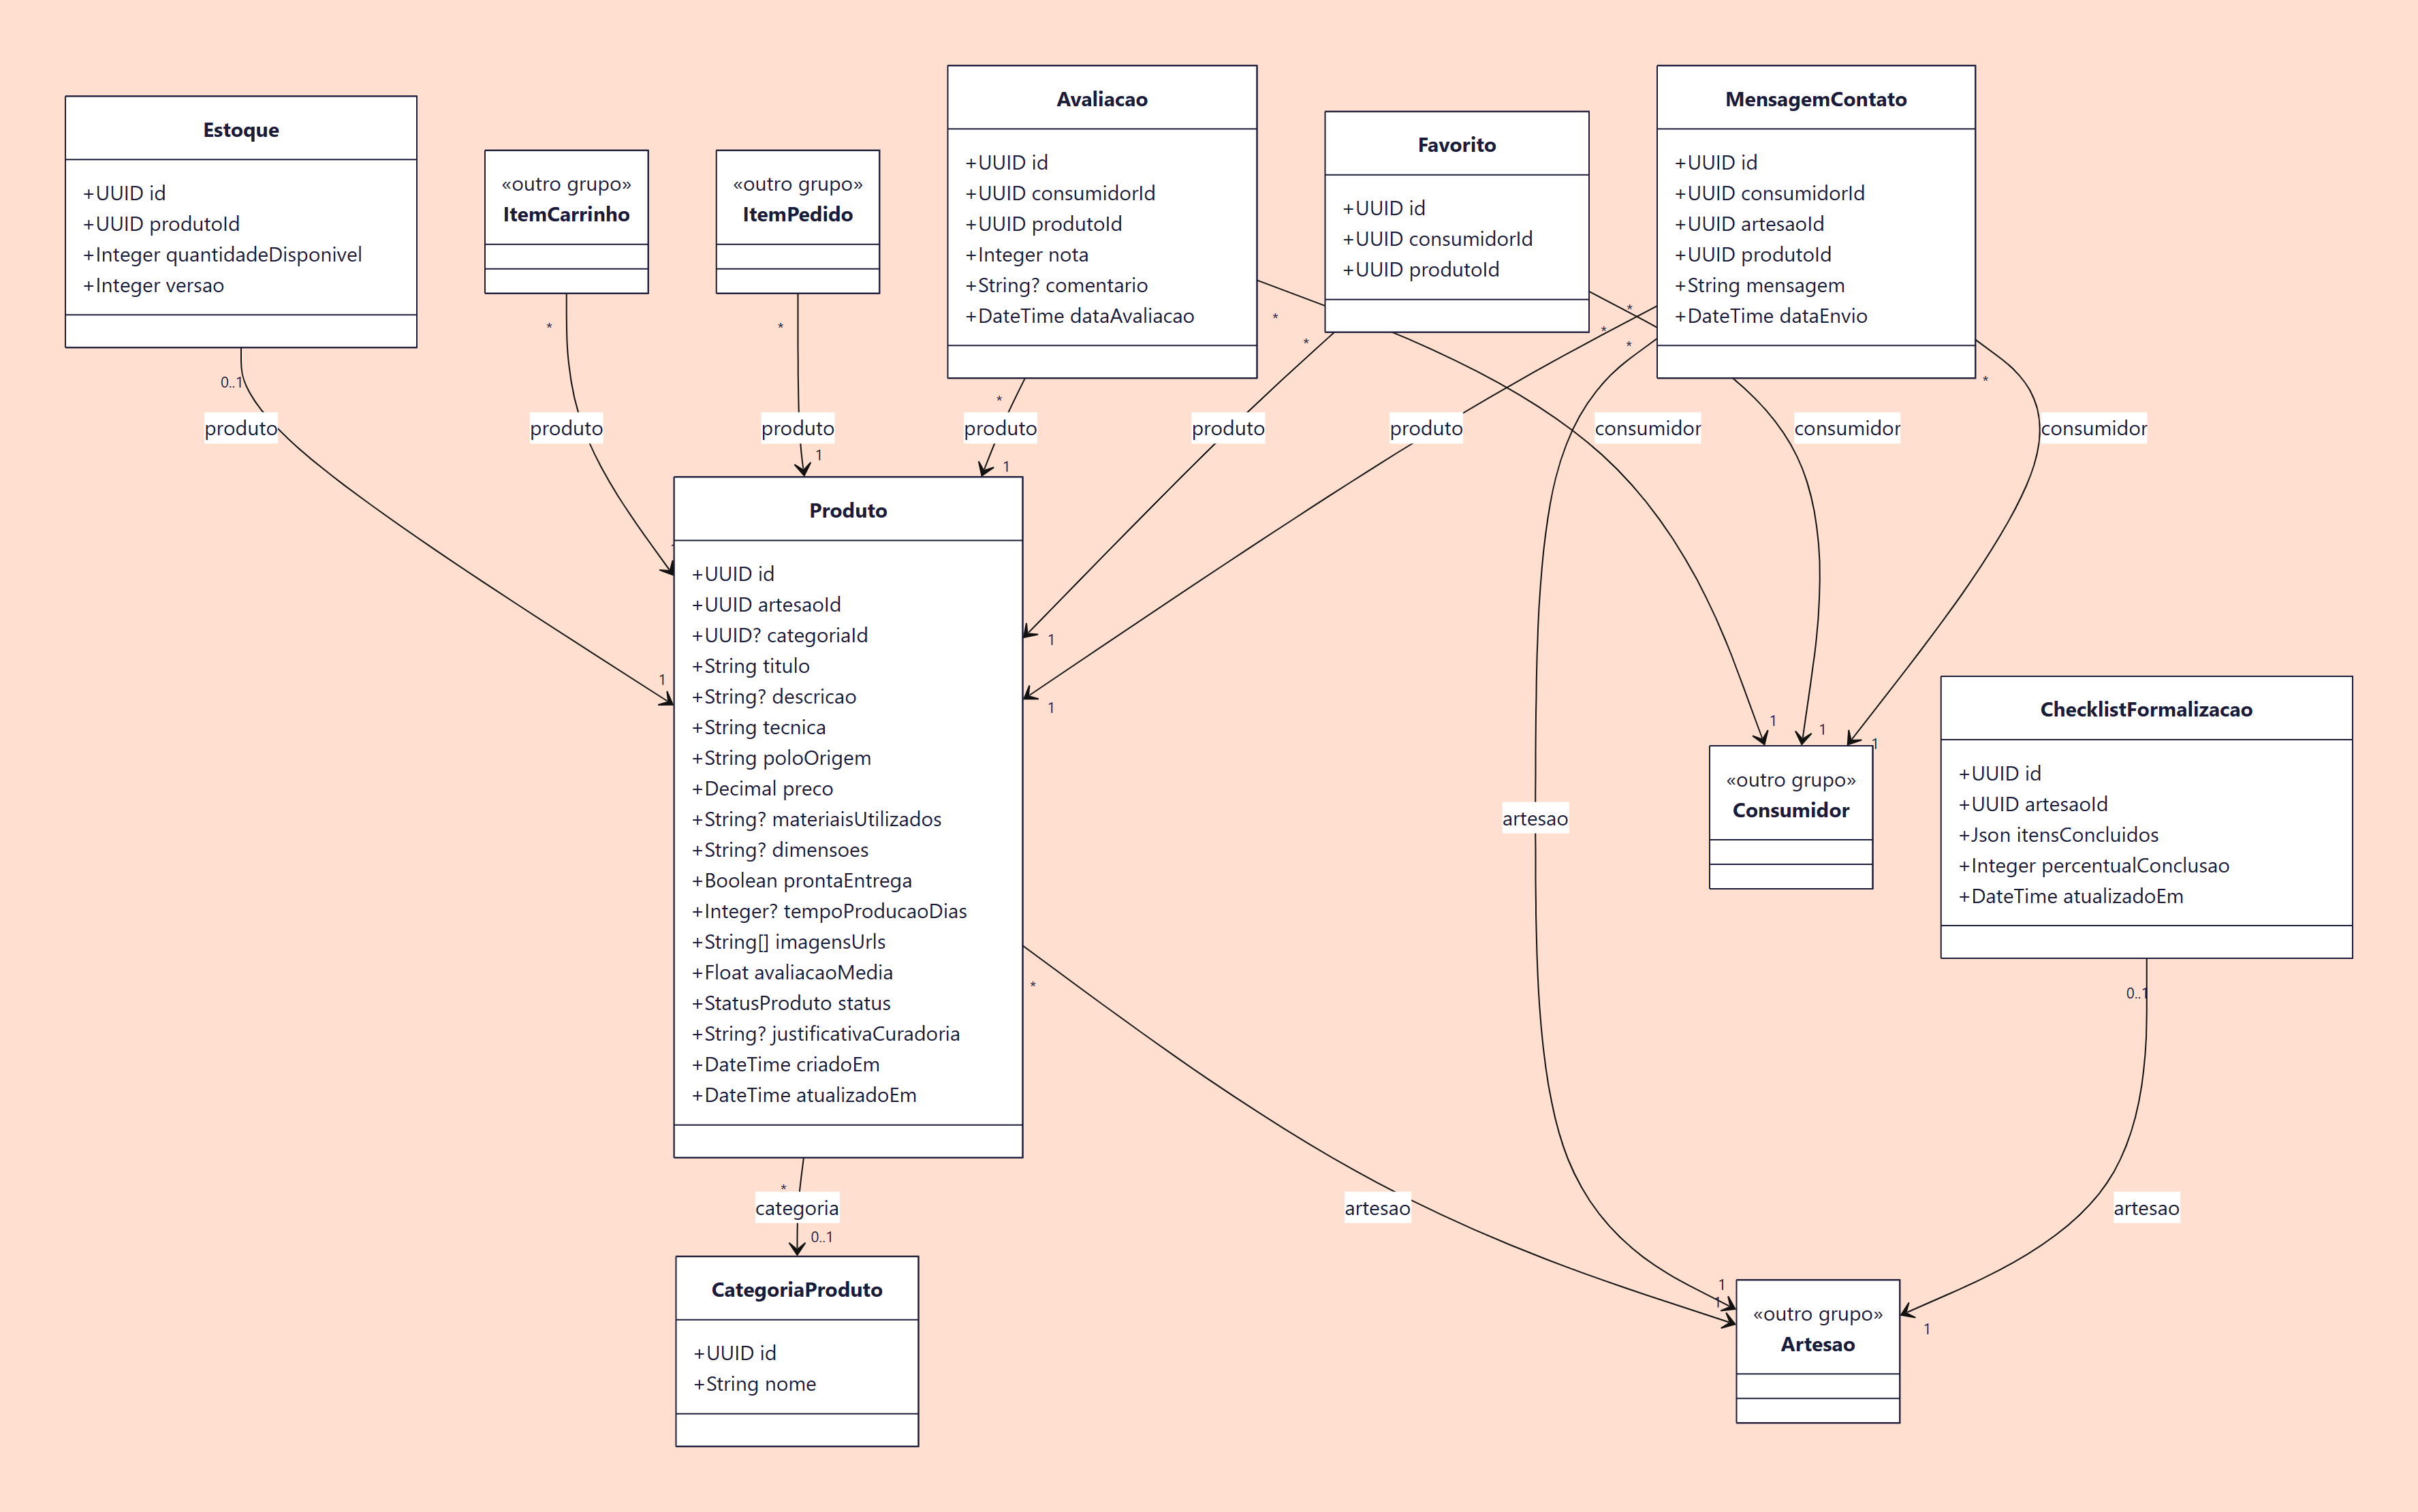 Estoque
+UUID id
+UUID produtoId
+Integer quantidadeDisponivel
+Integer versao
«outro grupo»
ItemCarrinho
«outro grupo»
ItemPedido
Avaliacao
+UUID id
+UUID consumidorId
+UUID produtoId
+Integer nota
+String? comentario
+DateTime dataAvaliacao
Favorito
+UUID id
+UUID consumidorId
+UUID produtoId
MensagemContato
+UUID id
+UUID consumidorId
+UUID artesaoId
+UUID produtoId
+String mensagem
+DateTime dataEnvio
0..1
*
*
*
*
*
*
*
*
*
produto
produto
produto
produto
produto
produto
consumidor
consumidor
consumidor
1
1
1
1
1
Produto
+UUID id
+UUID artesaoId
+UUID? categoriaId
+String titulo
+String? descricao
+String tecnica
+String poloOrigem
+Decimal preco
+String? materiaisUtilizados
+String? dimensoes
+Boolean prontaEntrega
+Integer? tempoProducaoDias
+String[] imagensUrls
+Float avaliacaoMedia
+StatusProduto status
+String? justificativaCuradoria
+DateTime criadoEm
+DateTime atualizadoEm
artesao
1
1
1
«outro grupo»
Consumidor
ChecklistFormalizacao
+UUID id
+UUID artesaoId
+Json itensConcluidos
+Integer percentualConclusao
+DateTime atualizadoEm
*
0..1
*
categoria
artesao
artesao
0..1
CategoriaProduto
+UUID id
+String nome
1
1
1
«outro grupo»
Artesao